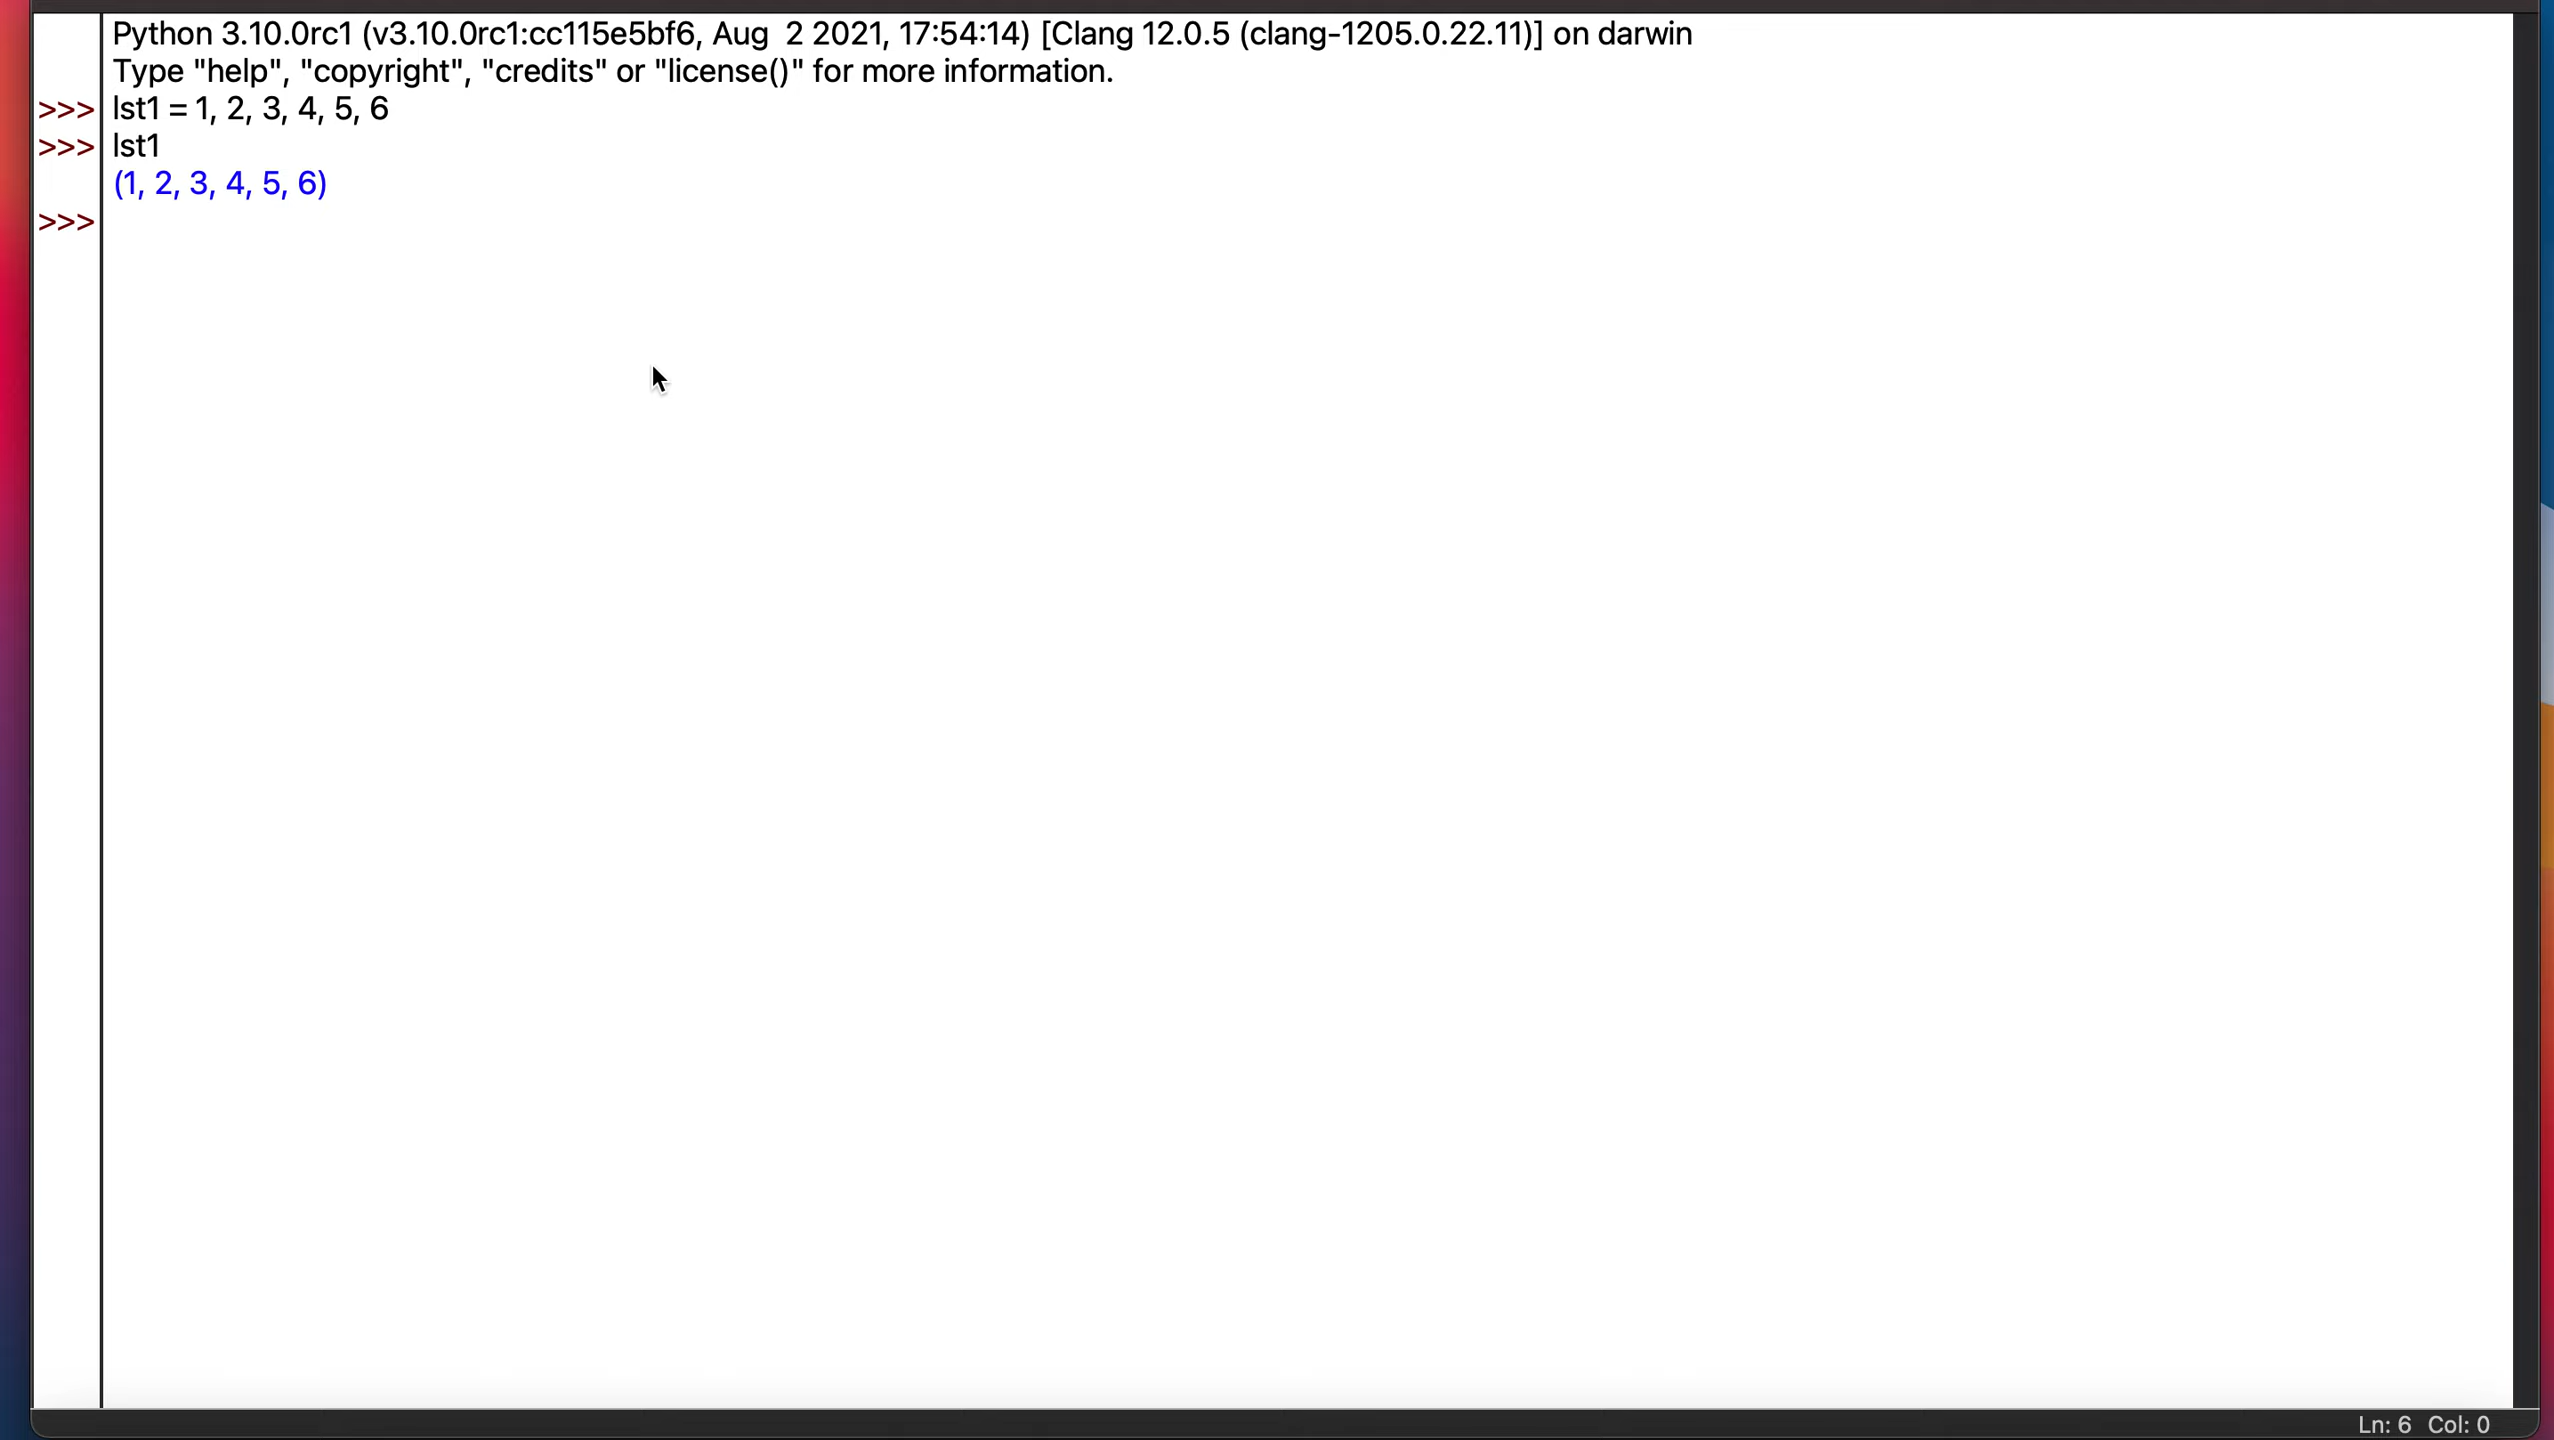 Python 3.10.0rc1 (v3.10.0rc1:cc115e5bf6, Aug  2 2021, 17:54:14) [Clang 12.0.5 (clang-1205.0.22.11)] on darwin
Type "help", "copyright", "credits" or "license()" for more information.
>>> lst1 = 1, 2, 3, 4, 5, 6
>>> lst1
(1, 2, 3, 4, 5, 6)
>>>
Ln: 6 Col: 0